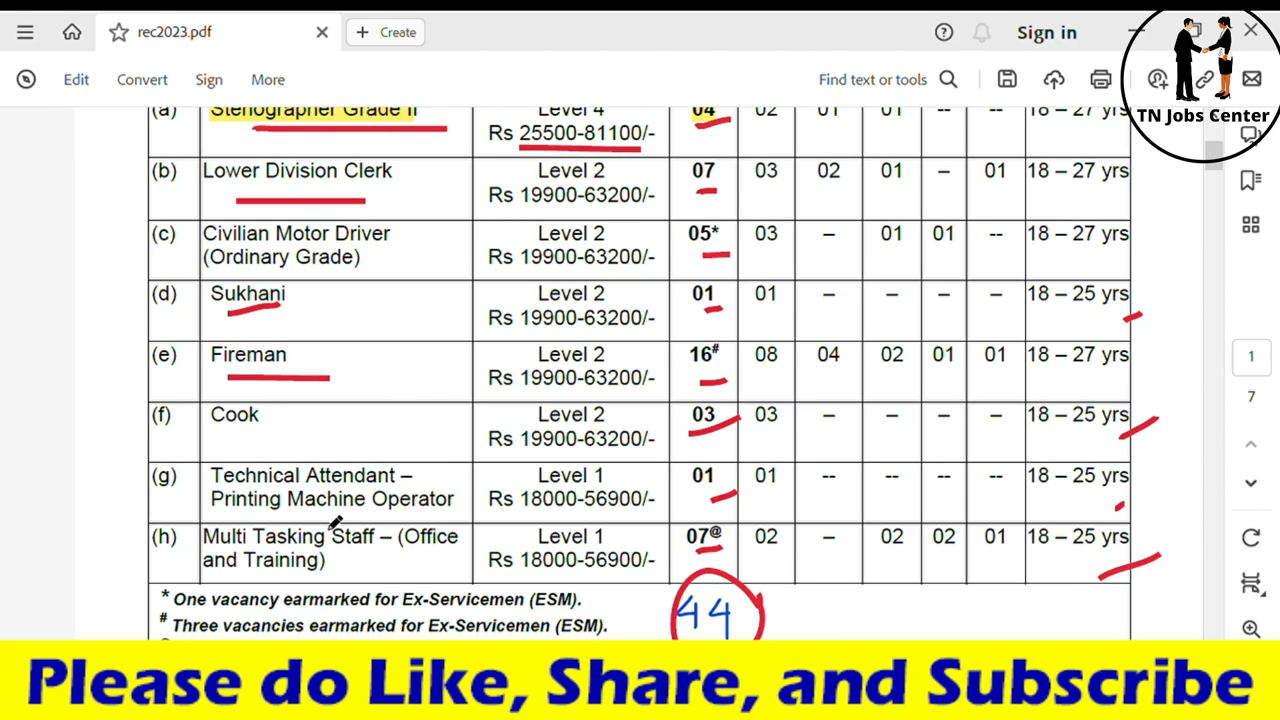 rec2023.pdf
Create
Sign in
Edit Convert Sign More
Find text or tools
TN Jobs Center
(a) Stenographer Grade II Level 4 04 02 01 01 -- -- 18 – 27 yrs
Rs 25500-81100/-
(b) Lower Division Clerk Level 2 07 03 02 01 – 01 18 – 27 yrs
Rs 19900-63200/-
(c) Civilian Motor Driver Level 2 05* 03 – 01 01 -- 18 – 27 yrs
(Ordinary Grade) Rs 19900-63200/-
(d) Sukhani Level 2 01 01 – – – – 18 – 25 yrs
Rs 19900-63200/-
(e) Fireman Level 2 16# 08 04 02 01 01 18 – 27 yrs
Rs 19900-63200/-
(f) Cook Level 2 03 03 – – – – 18 – 25 yrs
Rs 19900-63200/-
(g) Technical Attendant – Level 1 01 01 -- -- -- -- 18 – 25 yrs
Printing Machine Operator Rs 18000-56900/-
(h) Multi Tasking Staff – (Office Level 1 07@ 02 – 02 02 01 18 – 25 yrs
and Training) Rs 18000-56900/-
* One vacancy earmarked for Ex-Servicemen (ESM).
44
# Three vacancies earmarked for Ex-Servicemen (ESM).
1
7
Please do Like, Share, and Subscribe